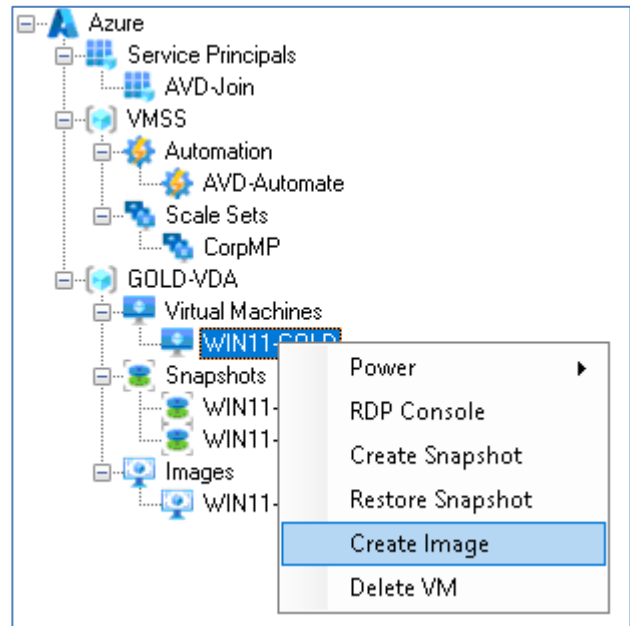 Azure
Service Principals
AVD-Join
VMSS
Automation
AVD-Automate
Scale Sets
CorpMP
GOLD-VDA
Virtual Machines
WIN11-GOLD
Snapshots
WIN11-
WIN11-
Images
WIN11-
Power
RDP Console
Create Snapshot
Restore Snapshot
Create Image
Delete VM